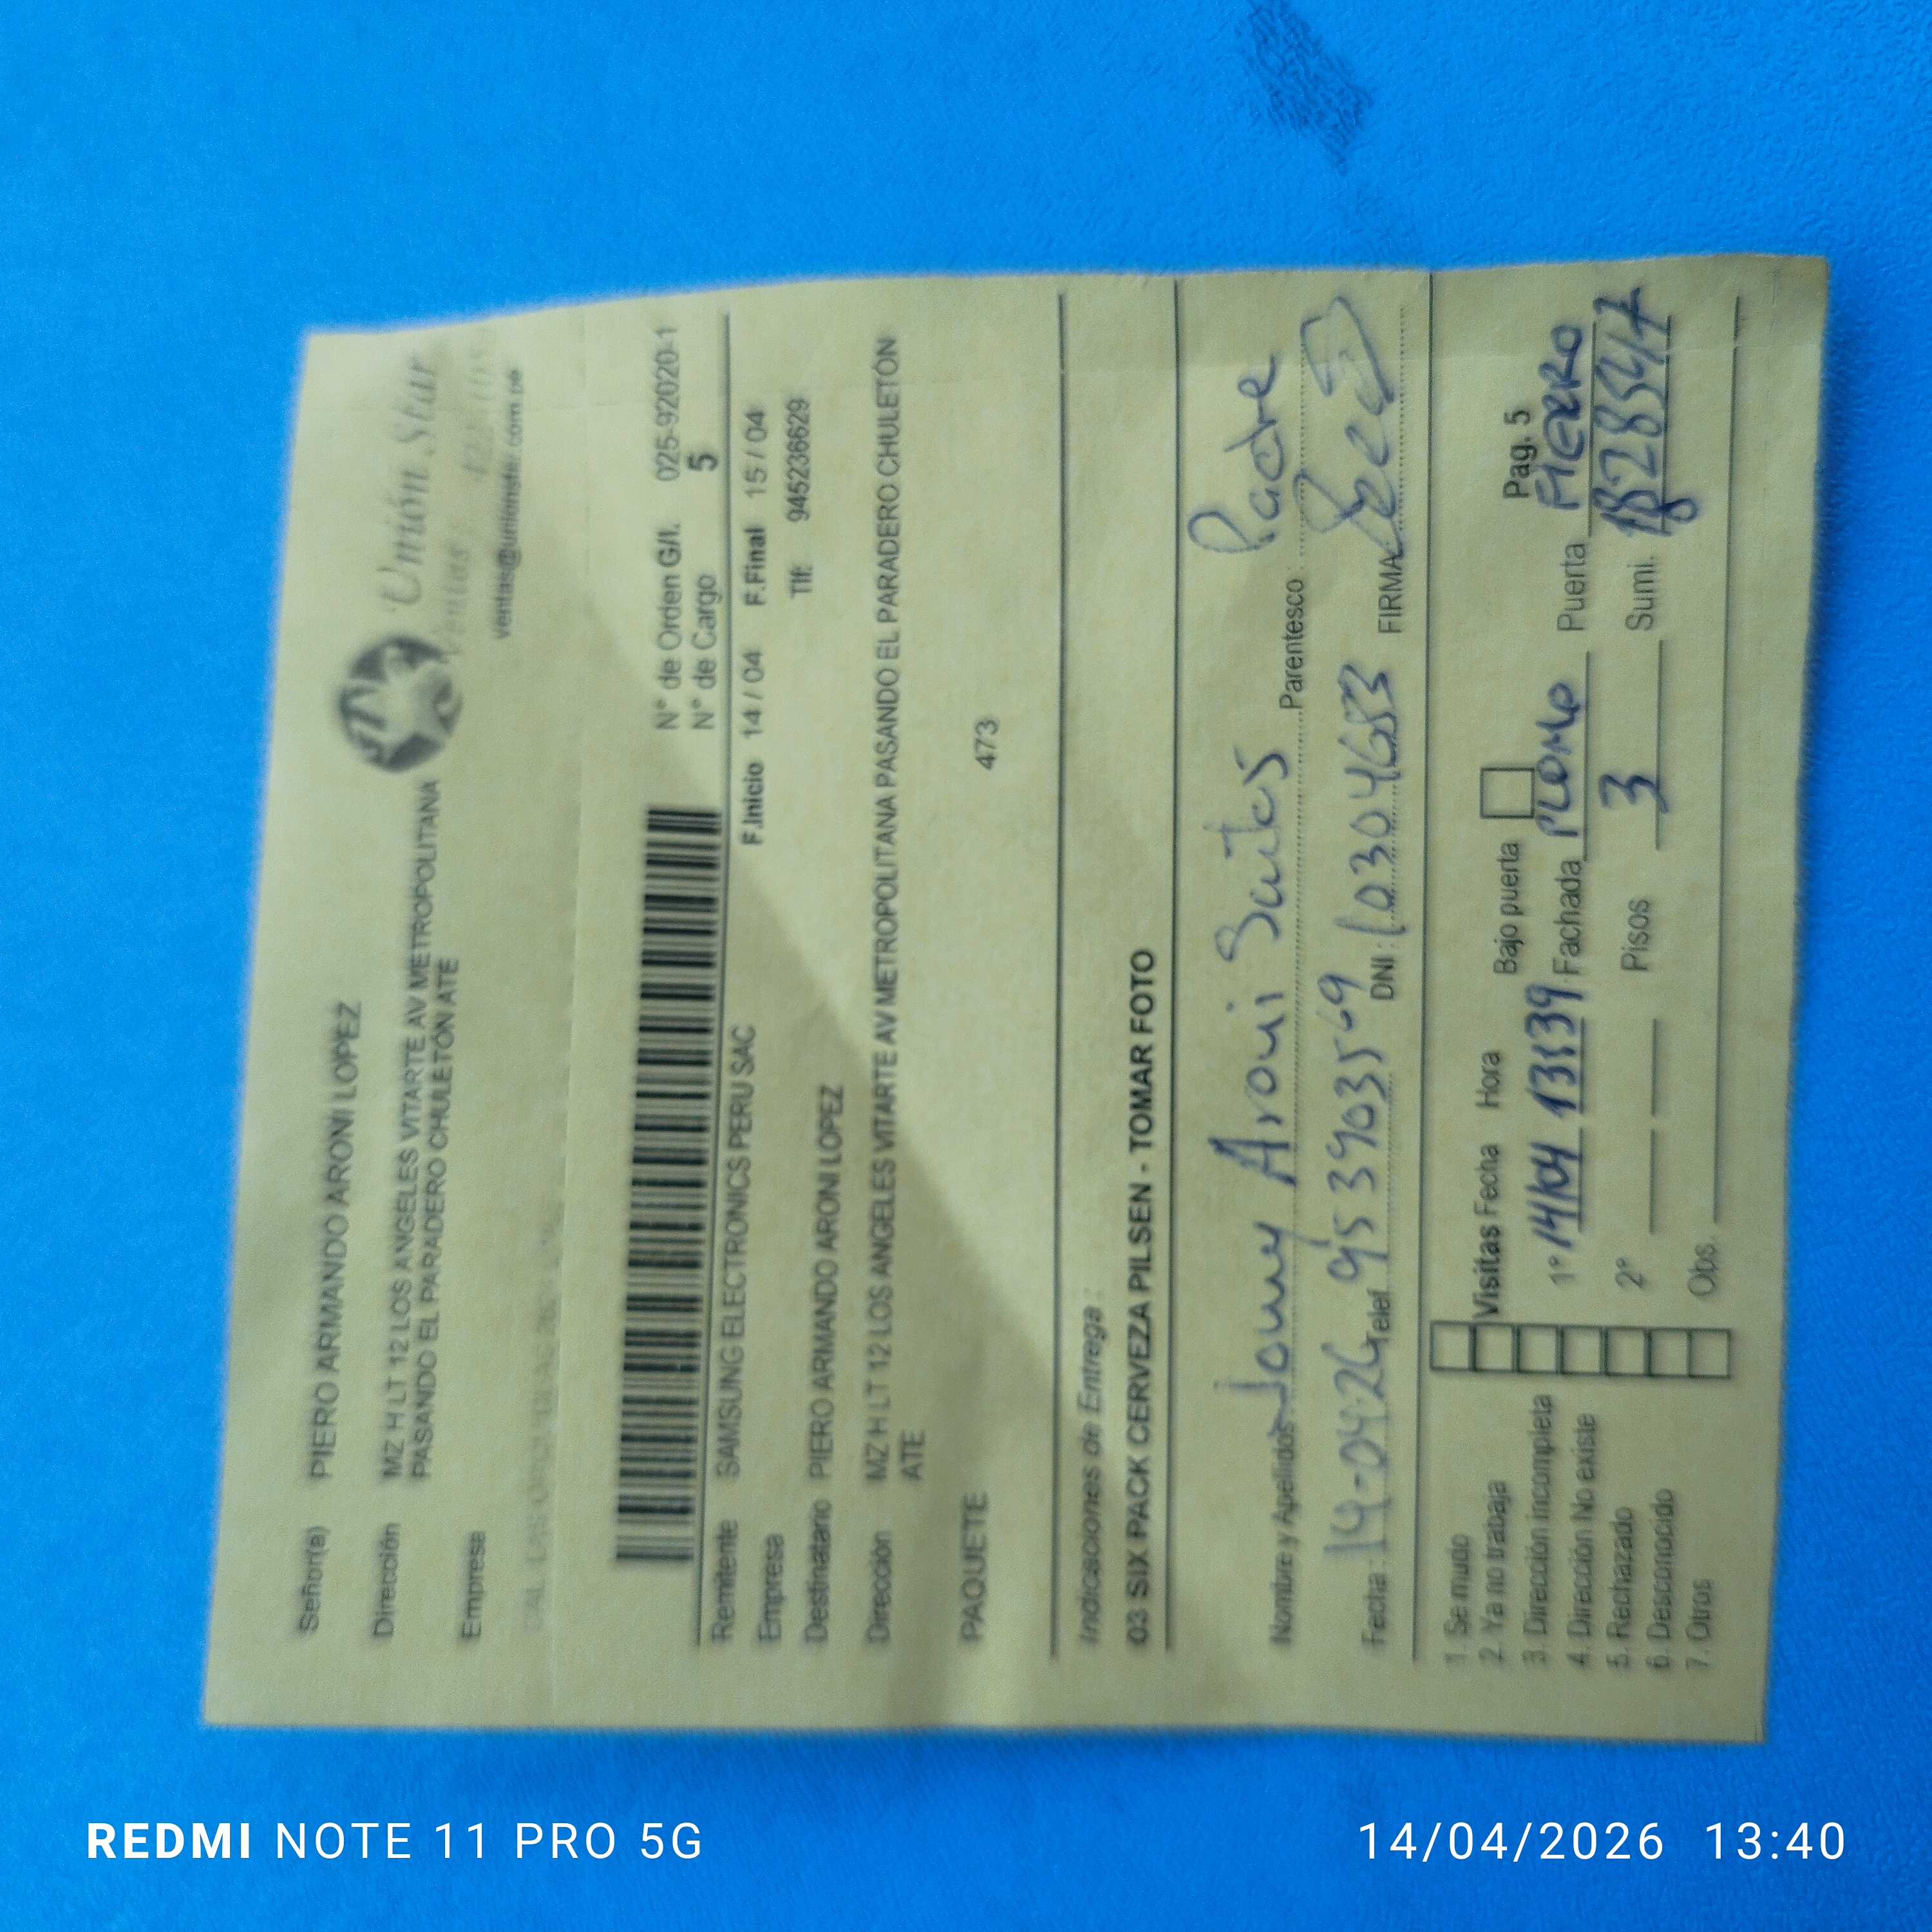 Señor(a) PIERO ARMANDO ARONI LOPEZ
Unión Star
Dirección MZ H LT 12 LOS ANGELES VITARTE AV METROPOLITANA
PASANDO EL PARADERO CHULETÓN ATE
Ventas
Empresa
ventas@unionstar.com.pe
N° de Orden G/I. 025-92020-1
N° de Cargo 5
Remitente SAMSUNG ELECTRONICS PERU SAC
F.Inicio 14 / 04 F.Final 15 / 04
Empresa
Tlf: 945236629
Destinatario PIERO ARMANDO ARONI LOPEZ
Dirección MZ H LT 12 LOS ANGELES VITARTE AV METROPOLITANA PASANDO EL PARADERO CHULETÓN
ATE
PAQUETE 473
Indicaciones de Entrega :
03 SIX PACK CERVEZA PILSEN - TOMAR FOTO
Nombre y Apellidos: Aroni Parentesco : Padre
Fecha : 14-04-26 Telef. 953903569 DNI : 10304683 FIRMA
1. Se mudo
2. Ya no trabaja
3. Dirección incompleta
4. Dirección No existe
5. Rechazado
6. Desconocido
7. Otros
Visitas Fecha Hora Bajo puerta Pag. 5
1º 14/04 13:39 Fachada PLOMO Puerta FIERRO
2º Pisos 3 Sumi.
Obs.
REDMI NOTE 11 PRO 5G
14/04/2026 13:40